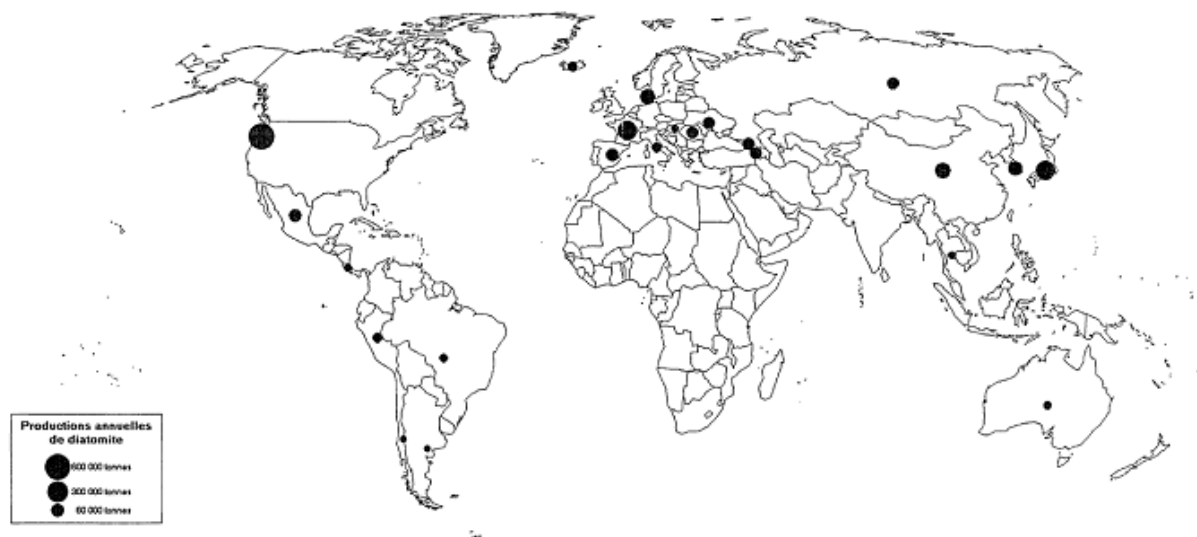 Productions annuelles
de diatomite
600 000 tonnes
300 000 tonnes
60 000 tonnes